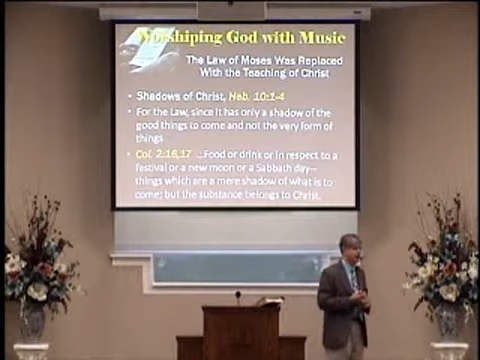 Worshiping God with Music
The Law of Moses Was Replaced
With the Teaching of Christ
• Shadows of Christ, Heb. 10:1-4
• For the Law, since it has only a shadow of the
good things to come and not the very form of
things
• Col. 2:16,17 ...Food or drink or in respect to a
festival or a new moon or a Sabbath day—
things which are a mere shadow of what is to
come; but the substance belongs to Christ.